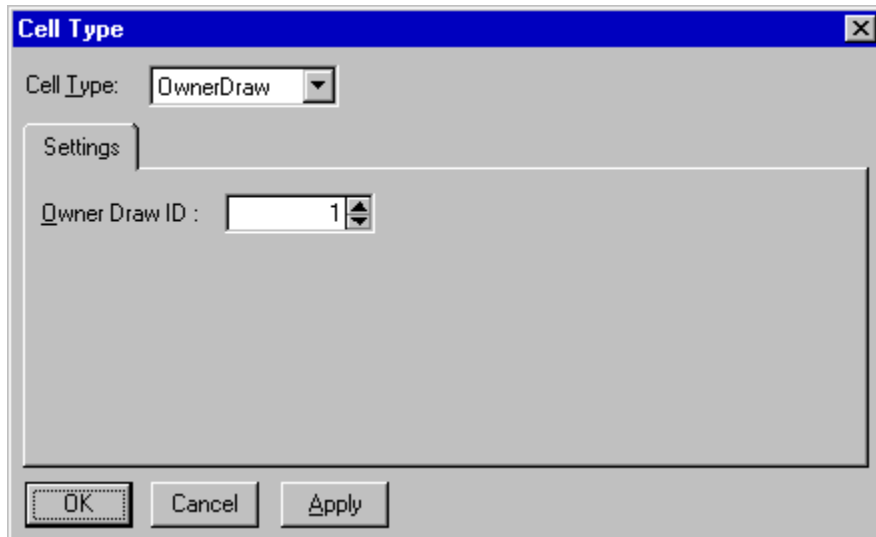 Cell Type
Cell Type: OwnerDraw
Settings
Owner Draw ID : 1
OK Cancel Apply